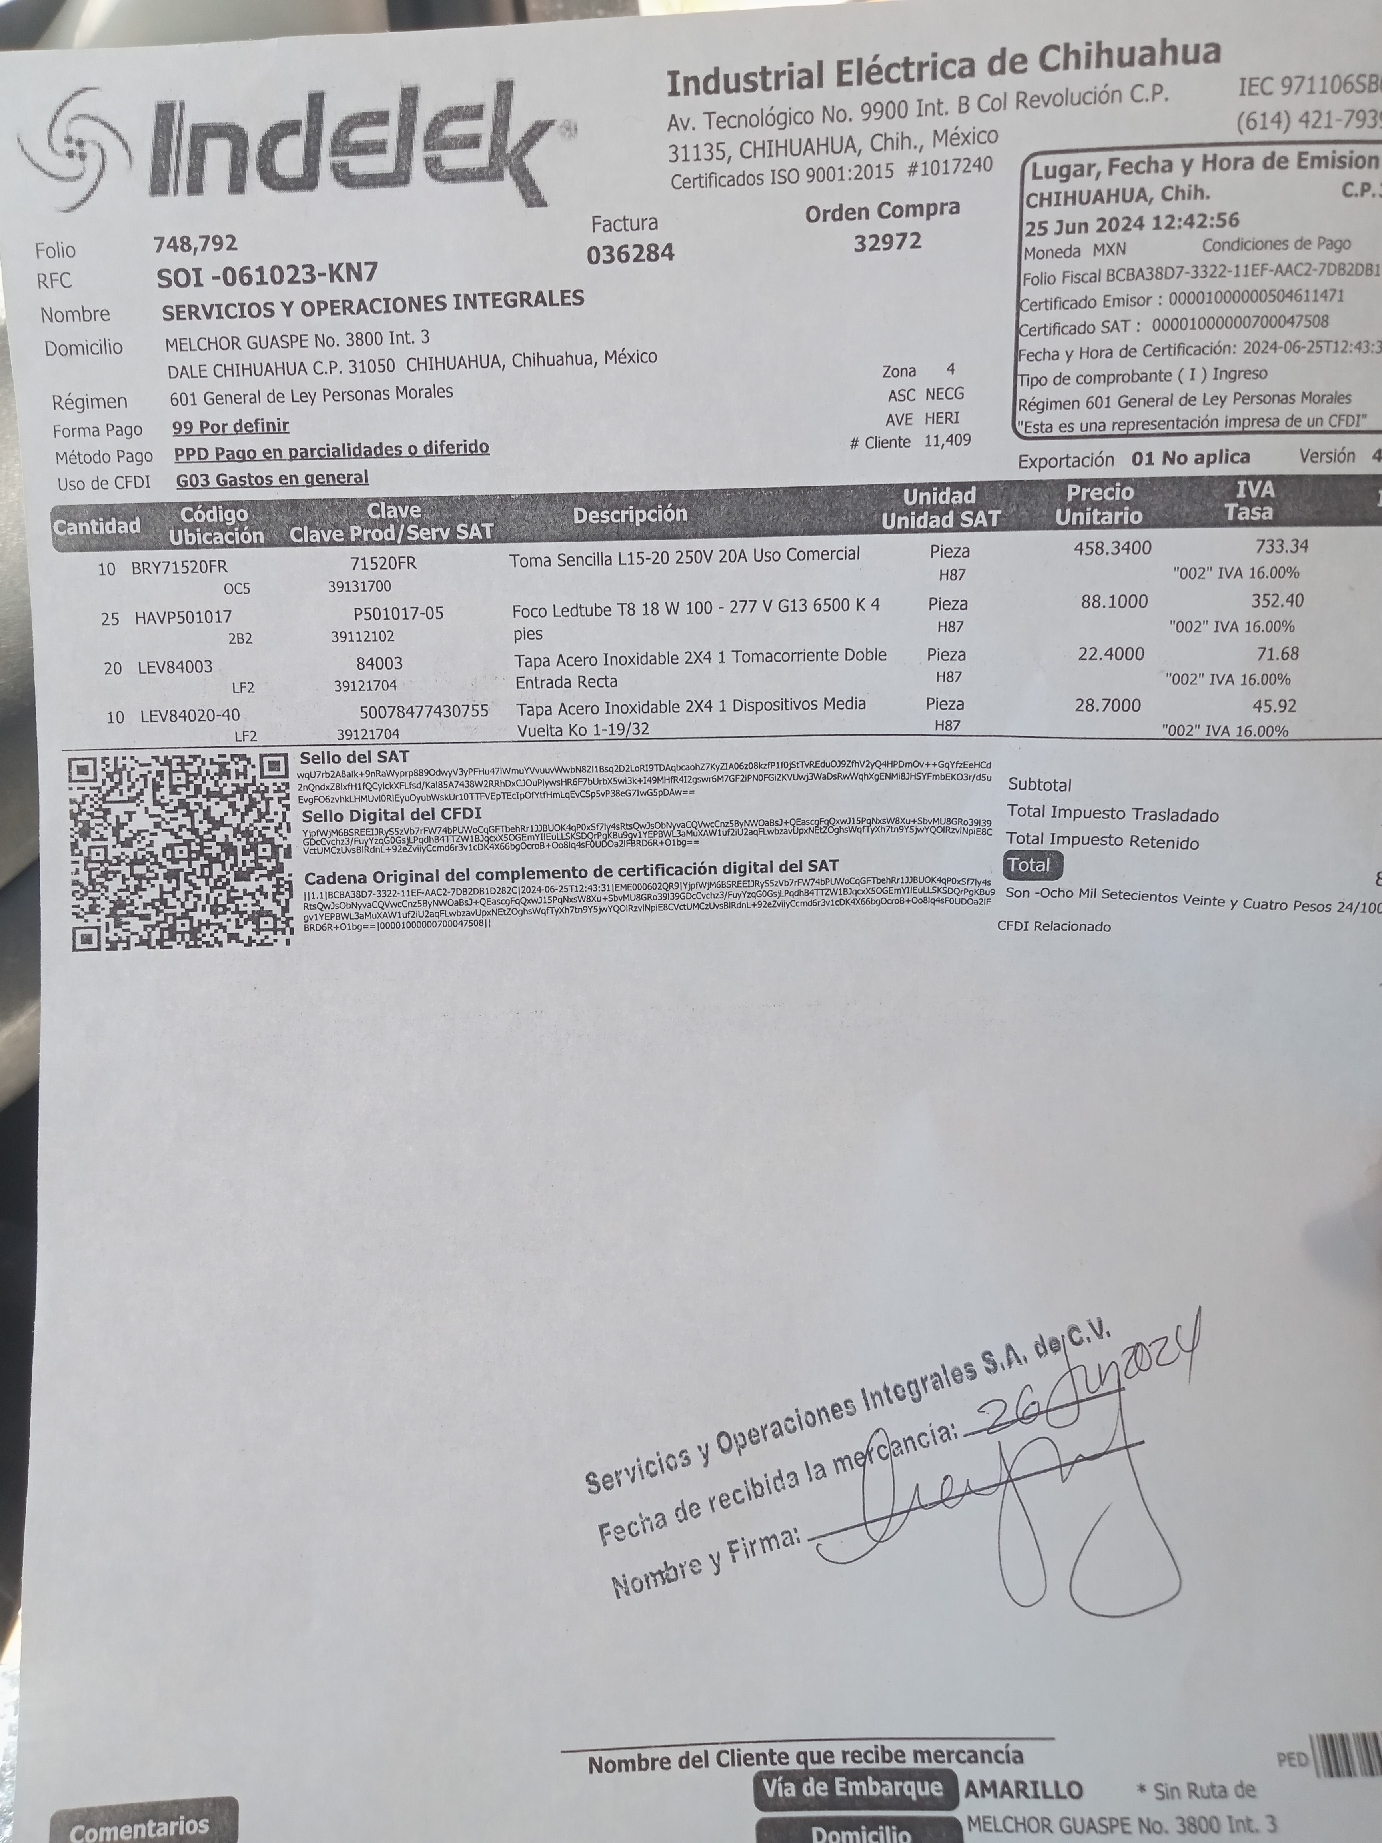 Indelek
Industrial Eléctrica de Chihuahua
Av. Tecnológico No. 9900 Int. B Col Revolución C.P.
31135, CHIHUAHUA, Chih., México
Certificados ISO 9001:2015 #1017240
IEC 971106SB
(614) 421-793
Lugar, Fecha y Hora de Emision
CHIHUAHUA, Chih. C.P.
25 Jun 2024 12:42:56
Moneda MXN Condiciones de Pago
Folio Fiscal BCBA38D7-3322-11EF-AAC2-7DB2DB1
Certificado Emisor : 00001000000504611471
Certificado SAT : 00001000000700047508
Fecha y Hora de Certificación: 2024-06-25T12:43:3
Tipo de comprobante ( I ) Ingreso
Régimen 601 General de Ley Personas Morales
"Esta es una representación impresa de un CFDI"
Exportación 01 No aplica Versión 4
Factura
036284
Orden Compra
32972
Folio 748,792
RFC SOI -061023-KN7
Nombre SERVICIOS Y OPERACIONES INTEGRALES
Domicilio MELCHOR GUASPE No. 3800 Int. 3
DALE CHIHUAHUA C.P. 31050 CHIHUAHUA, Chihuahua, México
Régimen 601 General de Ley Personas Morales
Forma Pago 99 Por definir
Método Pago PPD Pago en parcialidades o diferido
Uso de CFDI G03 Gastos en general
Zona 4
ASC NECG
AVE HERI
# Cliente 11,409
Cantidad Código Ubicación Clave Clave Prod/Serv SAT Descripción Unidad Unidad SAT Precio Unitario IVA Tasa
10 BRY71520FR 71520FR Toma Sencilla L15-20 250V 20A Uso Comercial Pieza 458.3400 733.34
OC5 39131700 H87 "002" IVA 16.00%
25 HAVP501017 P501017-05 Foco Ledtube T8 18 W 100 - 277 V G13 6500 K 4 Pieza 88.1000 352.40
2B2 39112102 pies H87 "002" IVA 16.00%
20 LEV84003 84003 Tapa Acero Inoxidable 2X4 1 Tomacorriente Doble Pieza 22.4000 71.68
LF2 39121704 Entrada Recta H87 "002" IVA 16.00%
10 LEV84020-40 50078477430755 Tapa Acero Inoxidable 2X4 1 Dispositivos Media Pieza 28.7000 45.92
LF2 39121704 Vuelta Ko 1-19/32 H87 "002" IVA 16.00%
Sello del SAT
Sello Digital del CFDI
Cadena Original del complemento de certificación digital del SAT
Subtotal
Total Impuesto Trasladado
Total Impuesto Retenido
Total 8
Son -Ocho Mil Setecientos Veinte y Cuatro Pesos 24/100
CFDI Relacionado
Servicios y Operaciones Integrales S.A. de C.V.
Fecha de recibida la mercancía: 26 Jun 2024
Nombre y Firma:
Nombre del Cliente que recibe mercancía
PED
Vía de Embarque AMARILLO * Sin Ruta de
Comentarios
Domicilio MELCHOR GUASPE No. 3800 Int. 3